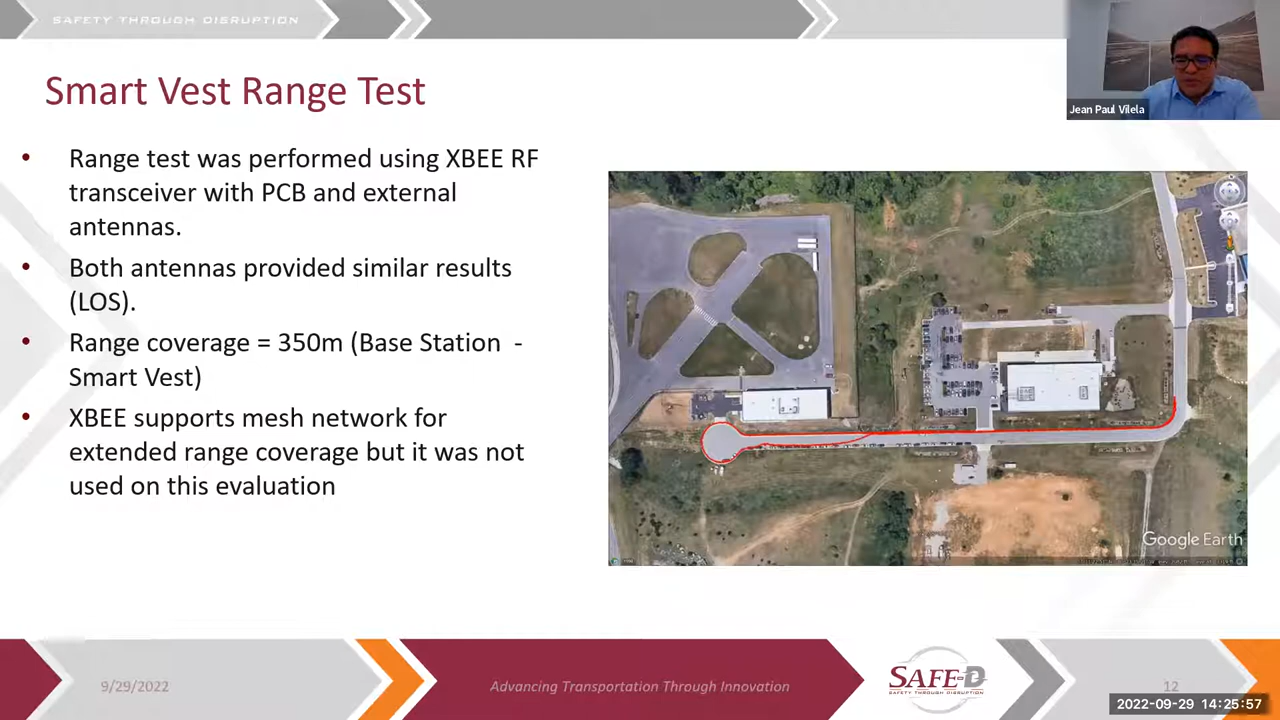 SAFETY THROUGH DISRUPTION
Smart Vest Range Test
Jean Paul Vilela
• Range test was performed using XBEE RF
transceiver with PCB and external
antennas.
• Both antennas provided similar results
(LOS).
• Range coverage = 350m (Base Station -
Smart Vest)
• XBEE supports mesh network for
extended range coverage but it was not
used on this evaluation
Google Earth
9/29/2022
Advancing Transportation Through Innovation
SAFE-D
SAFETY THROUGH DISRUPTION
12
2022-09-29 14:25:57